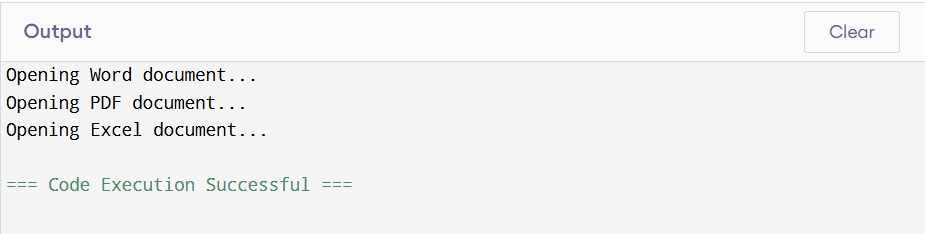 Output
Clear
Opening Word document...
Opening PDF document...
Opening Excel document...
=== Code Execution Successful ===